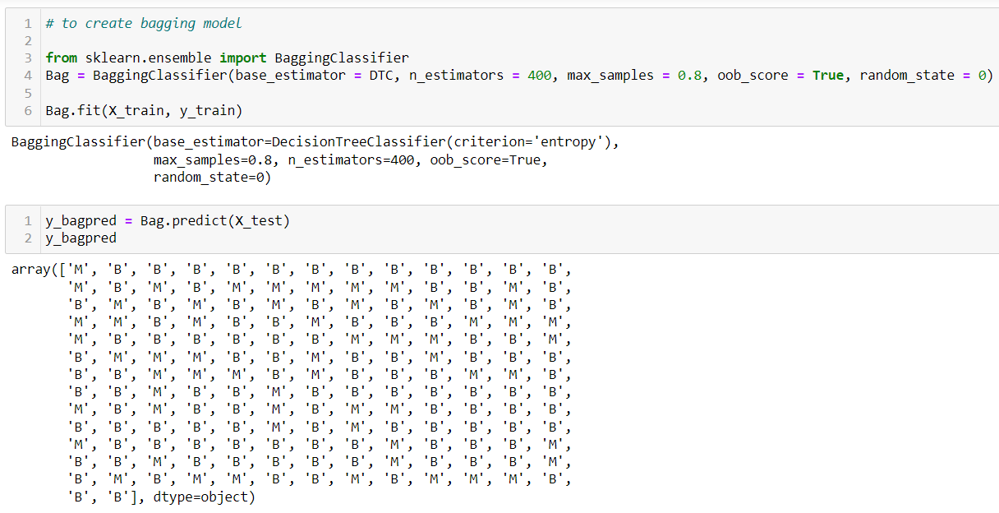 1 # to create bagging model
2
3 from sklearn.ensemble import BaggingClassifier
4 Bag = BaggingClassifier(base_estimator = DTC, n_estimators = 400, max_samples = 0.8, oob_score = True, random_state = 0)
5
6 Bag.fit(X_train, y_train)
BaggingClassifier(base_estimator=DecisionTreeClassifier(criterion='entropy'),
max_samples=0.8, n_estimators=400, oob_score=True,
random_state=0)
1 y_bagpred = Bag.predict(X_test)
2 y_bagpred
array(['M', 'B', 'B', 'B', 'B', 'B', 'B', 'B', 'B', 'B', 'B', 'B', 'B',
'M', 'B', 'M', 'B', 'M', 'M', 'M', 'M', 'M', 'B', 'B', 'M', 'B',
'B', 'M', 'B', 'M', 'B', 'M', 'B', 'M', 'B', 'M', 'B', 'M', 'B',
'M', 'M', 'B', 'M', 'B', 'B', 'M', 'B', 'B', 'B', 'M', 'M', 'M',
'M', 'B', 'B', 'B', 'B', 'B', 'B', 'M', 'M', 'M', 'B', 'B', 'M',
'B', 'M', 'M', 'M', 'B', 'B', 'M', 'B', 'B', 'M', 'B', 'B', 'B',
'B', 'B', 'M', 'M', 'M', 'B', 'M', 'B', 'B', 'B', 'M', 'M', 'B',
'B', 'B', 'M', 'B', 'B', 'M', 'B', 'B', 'B', 'B', 'B', 'B', 'B',
'M', 'B', 'M', 'B', 'B', 'M', 'B', 'M', 'M', 'B', 'B', 'B', 'B',
'B', 'B', 'B', 'B', 'B', 'M', 'B', 'M', 'B', 'B', 'B', 'B', 'B',
'M', 'B', 'B', 'B', 'B', 'B', 'B', 'B', 'M', 'B', 'B', 'B', 'M',
'B', 'B', 'M', 'B', 'B', 'B', 'B', 'B', 'M', 'B', 'B', 'B', 'M',
'B', 'M', 'B', 'M', 'M', 'B', 'B', 'M', 'B', 'M', 'M', 'M', 'B',
'B', 'B'], dtype=object)